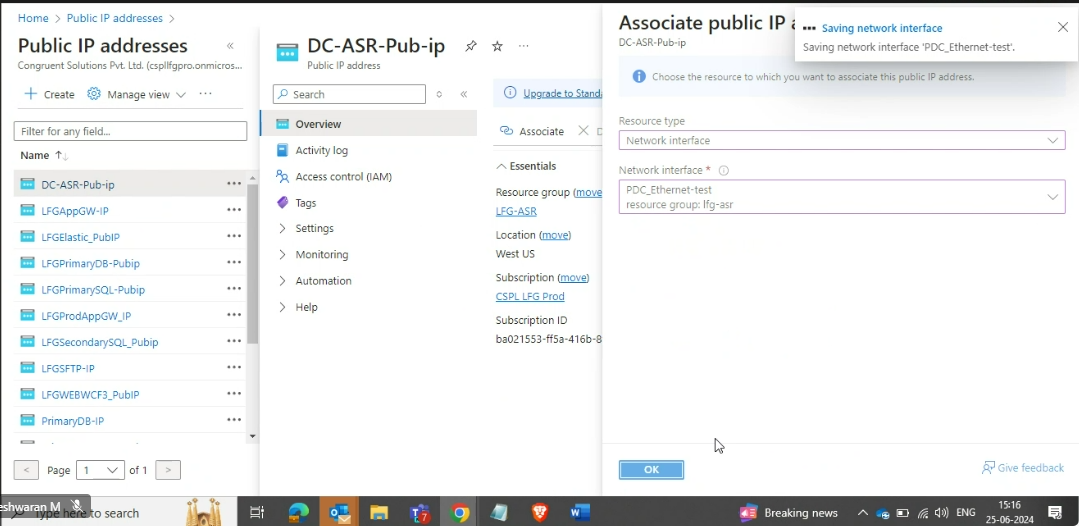 Home > Public IP addresses >
Public IP addresses «
Congruent Solutions Pvt. Ltd. (cspllfgpro.onmicros...
+ Create Manage view ...
Filter for any field...
Name ↑↓
DC-ASR-Pub-ip ...
LFGAppGW-IP ...
LFGElastic_PubIP ...
LFGPrimaryDB-Pubip ...
LFGPrimarySQL-Pubip ...
LFGProdAppGW_IP ...
LFGSecondarySQL_Pubip ...
LFGSFTP-IP ...
LFGWEBWCF3_PubIP ...
PrimaryDB-IP ...
< Page 1 of 1 >
DC-ASR-Pub-ip ...
Public IP address
Search «
Overview
Activity log
Access control (IAM)
Tags
Settings
Monitoring
Automation
Help
Upgrade to Standa
Associate
Essentials
Resource group (move
LFG-ASR
Location (move)
West US
Subscription (move)
CSPL LFG Prod
Subscription ID
ba021553-ff5a-416b-8
Associate public IP a
DC-ASR-Pub-ip
Choose the resource to which you want to associate this public IP address.
Resource type
Network interface
Network interface *
PDC_Ethernet-test
resource group: lfg-asr
OK
Give feedback
... Saving network interface
Saving network interface 'PDC_Ethernet-test'.
eshwaran M
Type here to search
7
Breaking news
ENG
15:16
25-06-2024